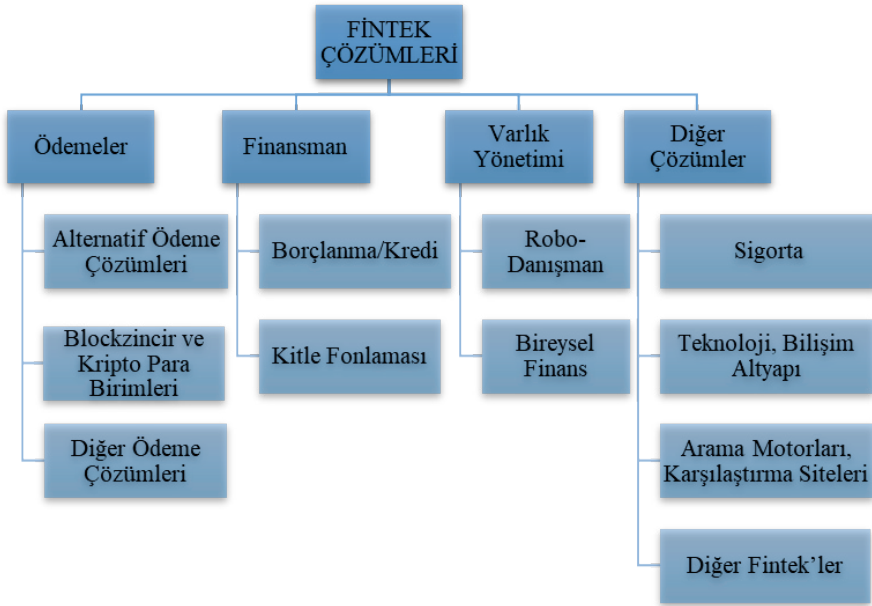 FİNTEK
ÇÖZÜMLERİ
Ödemeler
Alternatif Ödeme
Çözümleri
Blockzincir ve
Kripto Para
Birimleri
Diğer Ödeme
Çözümleri
Finansman
Borçlanma/Kredi
Kitle Fonlaması
Varlık
Yönetimi
Robo-
Danışman
Bireysel
Finans
Diğer
Çözümler
Sigorta
Teknoloji, Bilişim
Altyapı
Arama Motorları,
Karşılaştırma Siteleri
Diğer Fintek’ler